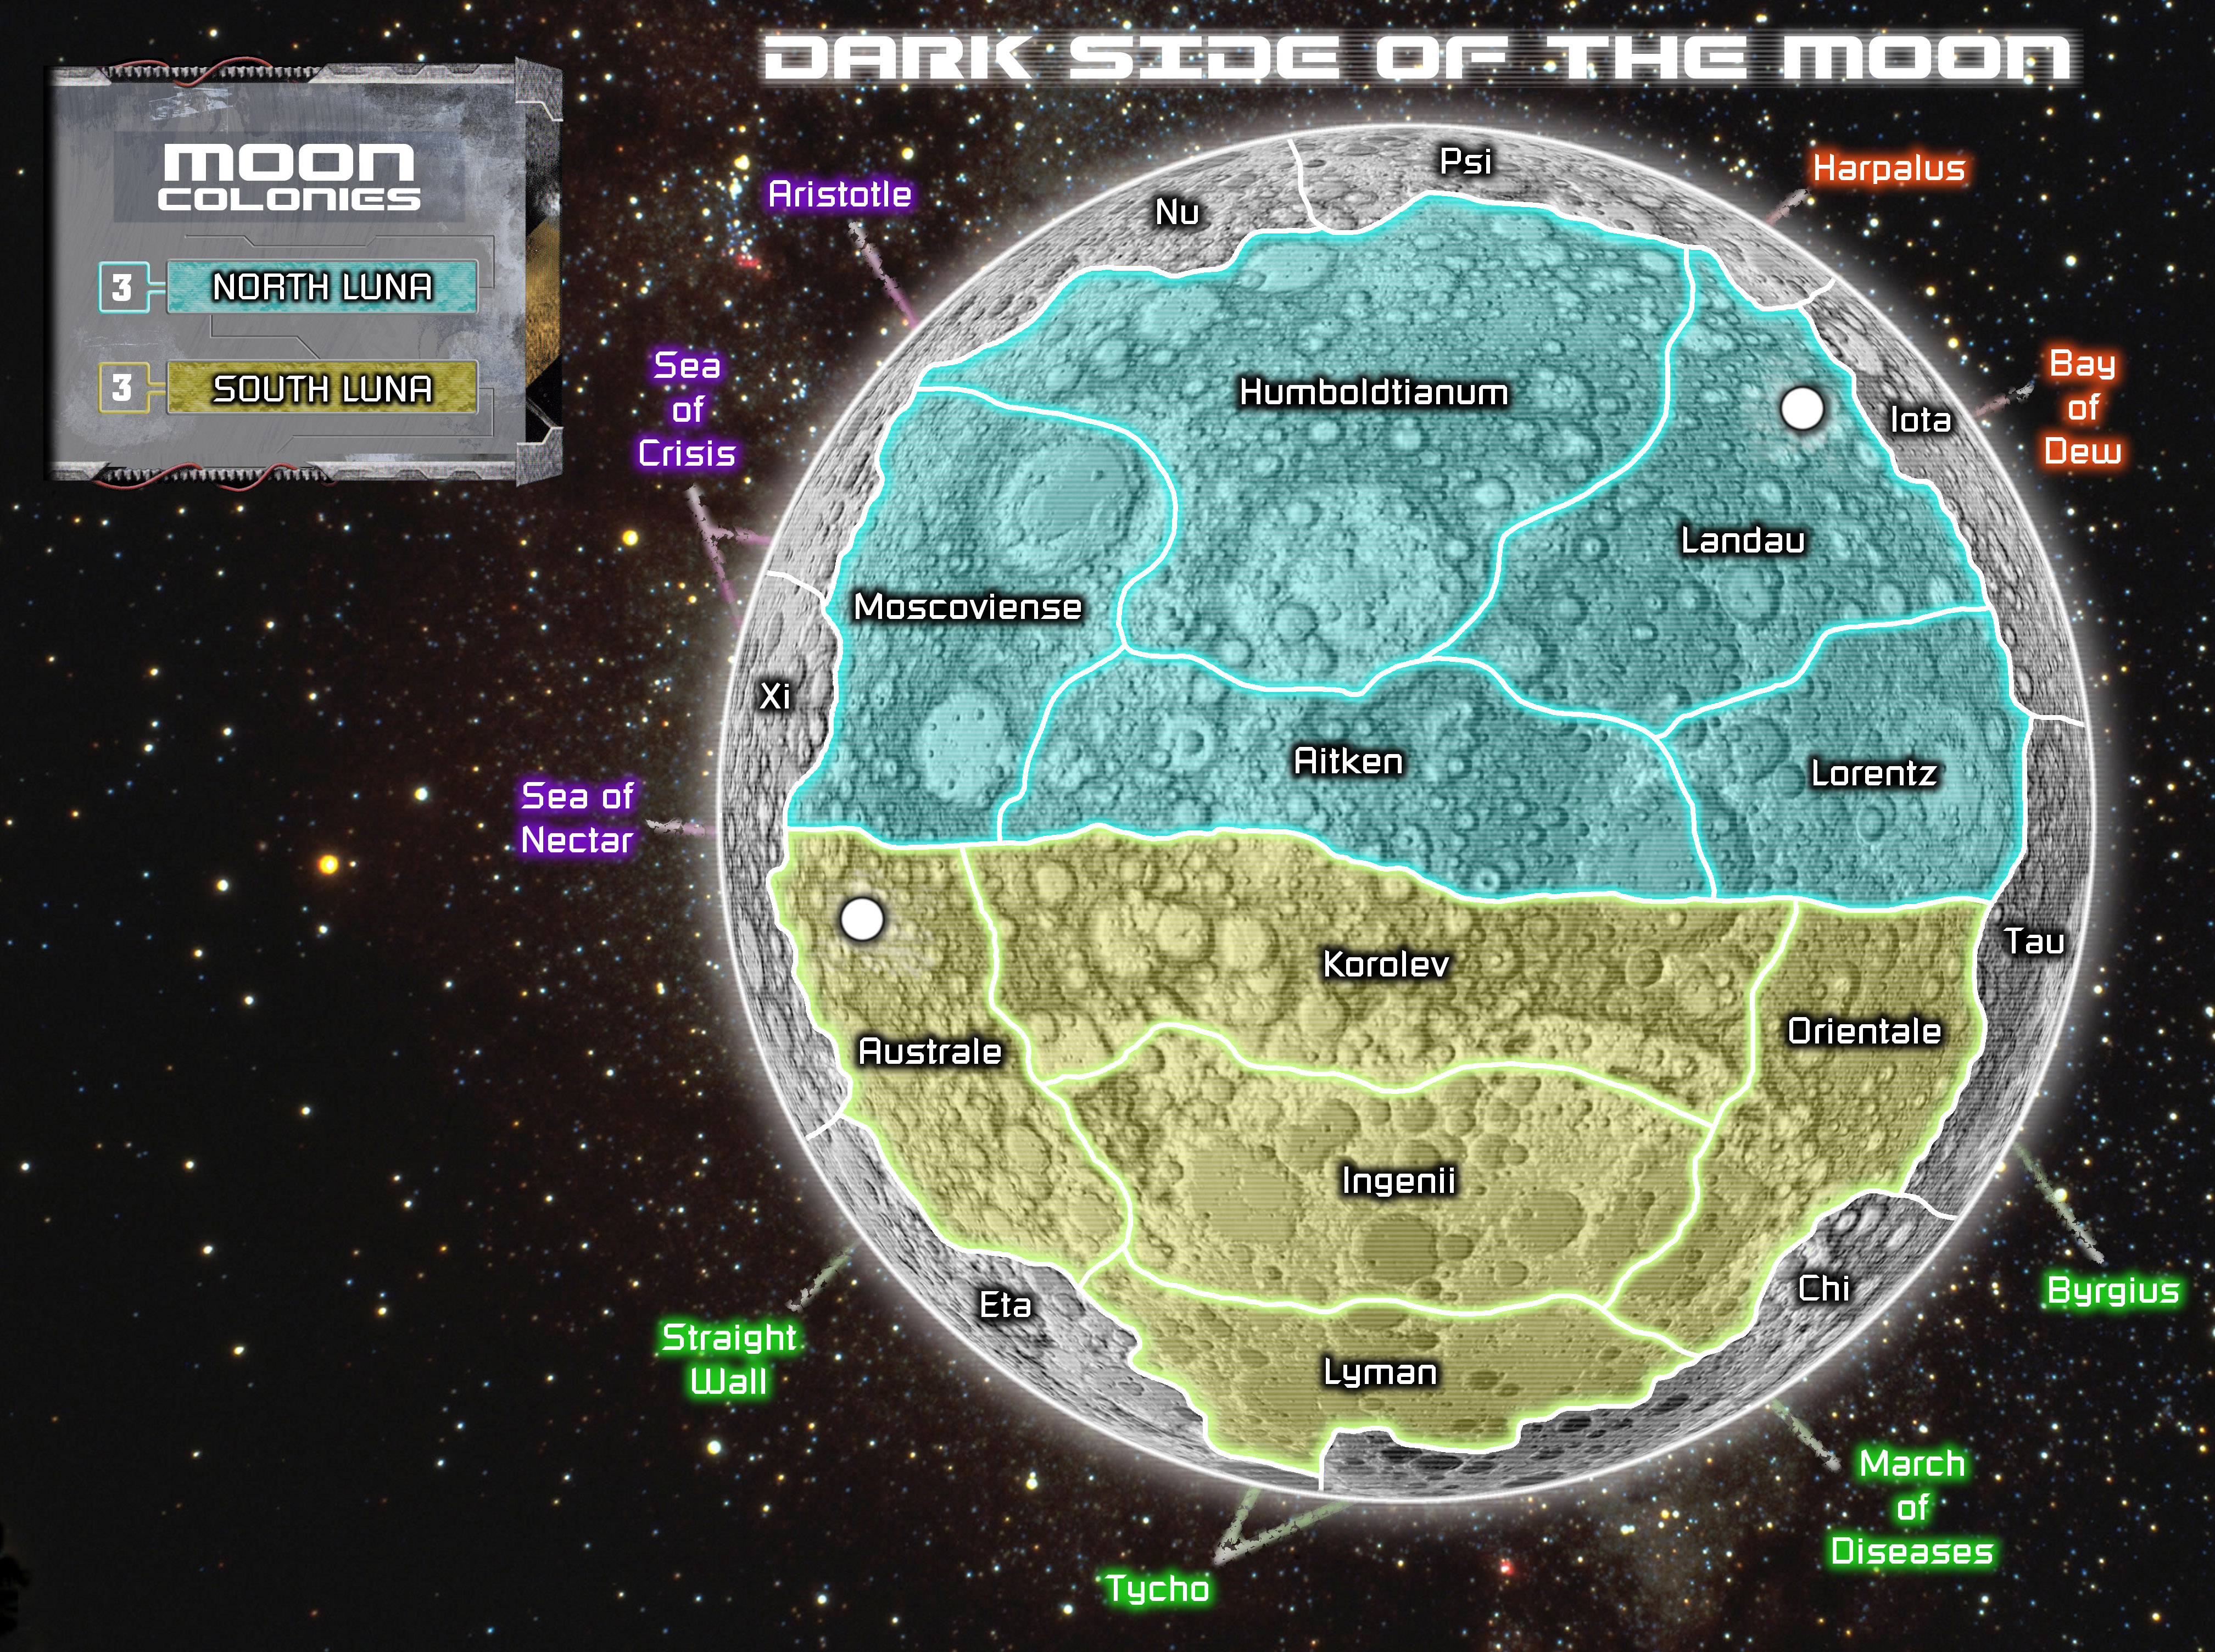 DARK SIDE OF THE MOON
MOON
COLONIES
3 NORTH LUNA
3 SOUTH LUNA
Psi
Harpalus
Aristotle
Nu
Sea
of
Crisis
Bay
of
Dew
Humboldtianum
Iota
Landau
Moscoviense
Xi
Aitken
Lorentz
Sea of
Nectar
Korolev
Tau
Australe
Orientale
Ingenii
Eta
Chi
Byrgius
Straight
Wall
Lyman
March
of
Diseases
Tycho